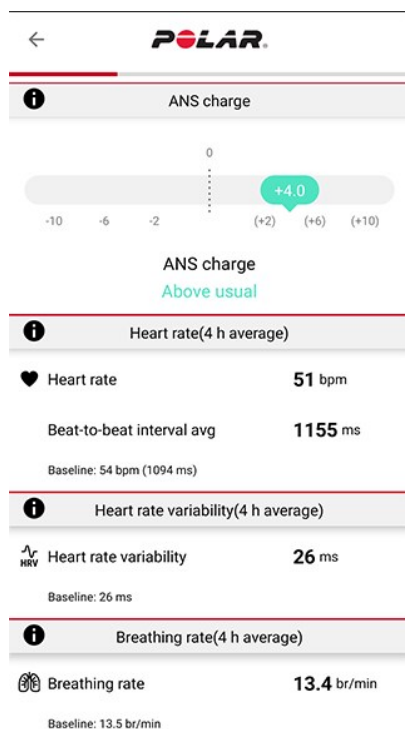 POLAR.
ANS charge
0
+4.0
-10 -6 -2 (+2) (+6) (+10)
ANS charge
Above usual
Heart rate(4 h average)
Heart rate 51 bpm
Beat-to-beat interval avg 1155 ms
Baseline: 54 bpm (1094 ms)
Heart rate variability(4 h average)
HRV Heart rate variability 26 ms
Baseline: 26 ms
Breathing rate(4 h average)
Breathing rate 13.4 br/min
Baseline: 13.5 br/min